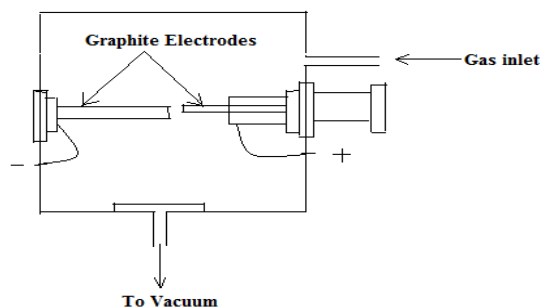 Graphite Electrodes
Gas inlet
- +
To Vacuum